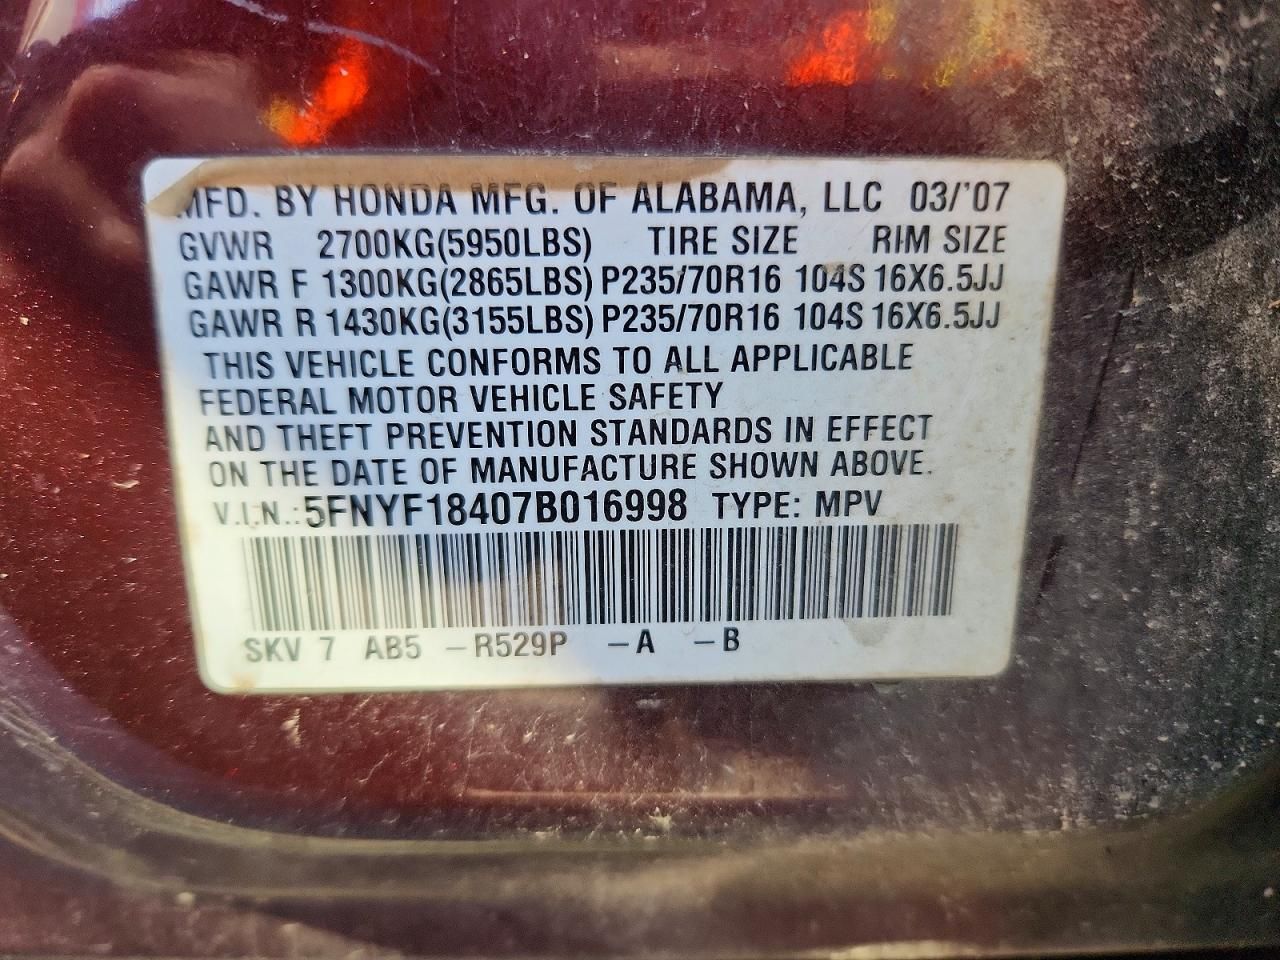 MFD. BY HONDA MFG. OF ALABAMA, LLC 03/'07
GVWR 2700KG(5950LBS) TIRE SIZE RIM SIZE
GAWR F 1300KG(2865LBS) P235/70R16 104S 16X6.5JJ
GAWR R 1430KG(3155LBS) P235/70R16 104S 16X6.5JJ
THIS VEHICLE CONFORMS TO ALL APPLICABLE
FEDERAL MOTOR VEHICLE SAFETY
AND THEFT PREVENTION STANDARDS IN EFFECT
ON THE DATE OF MANUFACTURE SHOWN ABOVE.
V.I.N.:5FNYF18407B016998 TYPE: MPV
SKV 7 AB5 -R529P -A -B